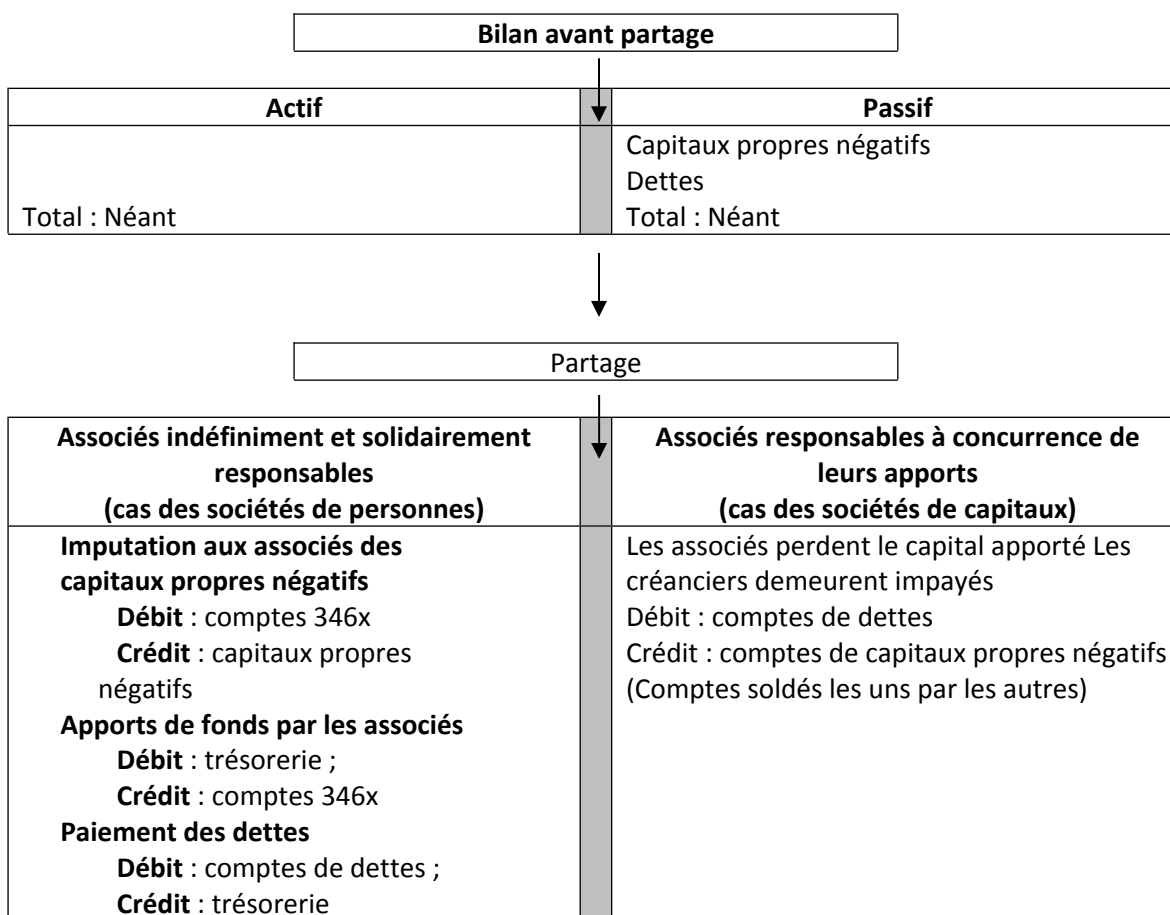 Bilan avant partage
Actif
Passif
Capitaux propres négatifs
Dettes
Total : Néant
Total : Néant
Partage
Associés indéfiniment et solidairement
responsables
(cas des sociétés de personnes)
Associés responsables à concurrence de
leurs apports
(cas des sociétés de capitaux)
Imputation aux associés des
capitaux propres négatifs
Débit : comptes 346x
Crédit : capitaux propres
négatifs
Apports de fonds par les associés
Débit : trésorerie ;
Crédit : comptes 346x
Paiement des dettes
Débit : comptes de dettes ;
Crédit : trésorerie
Les associés perdent le capital apporté Les
créanciers demeurent impayés
Débit : comptes de dettes
Crédit : comptes de capitaux propres négatifs
(Comptes soldés les uns par les autres)